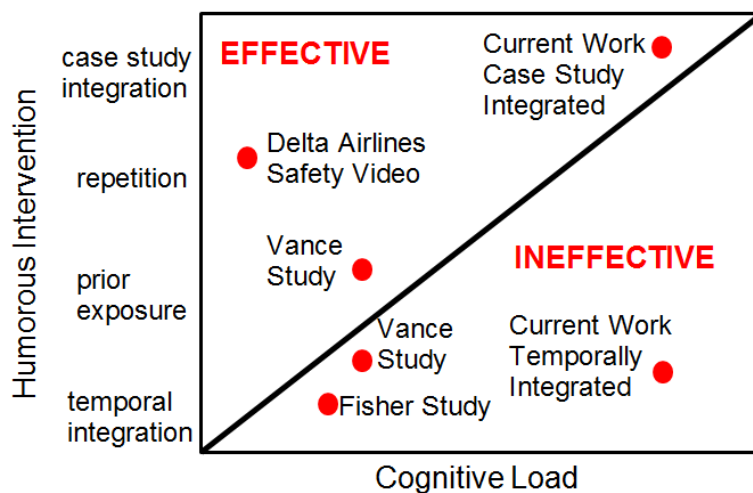 Humorous Intervention
case study
integration
repetition
prior
exposure
temporal
integration
EFFECTIVE
Current Work
Case Study
Integrated
Delta Airlines
Safety Video
Vance
Study
INEFFECTIVE
Vance
Study
Current Work
Temporally
Integrated
Fisher Study
Cognitive Load